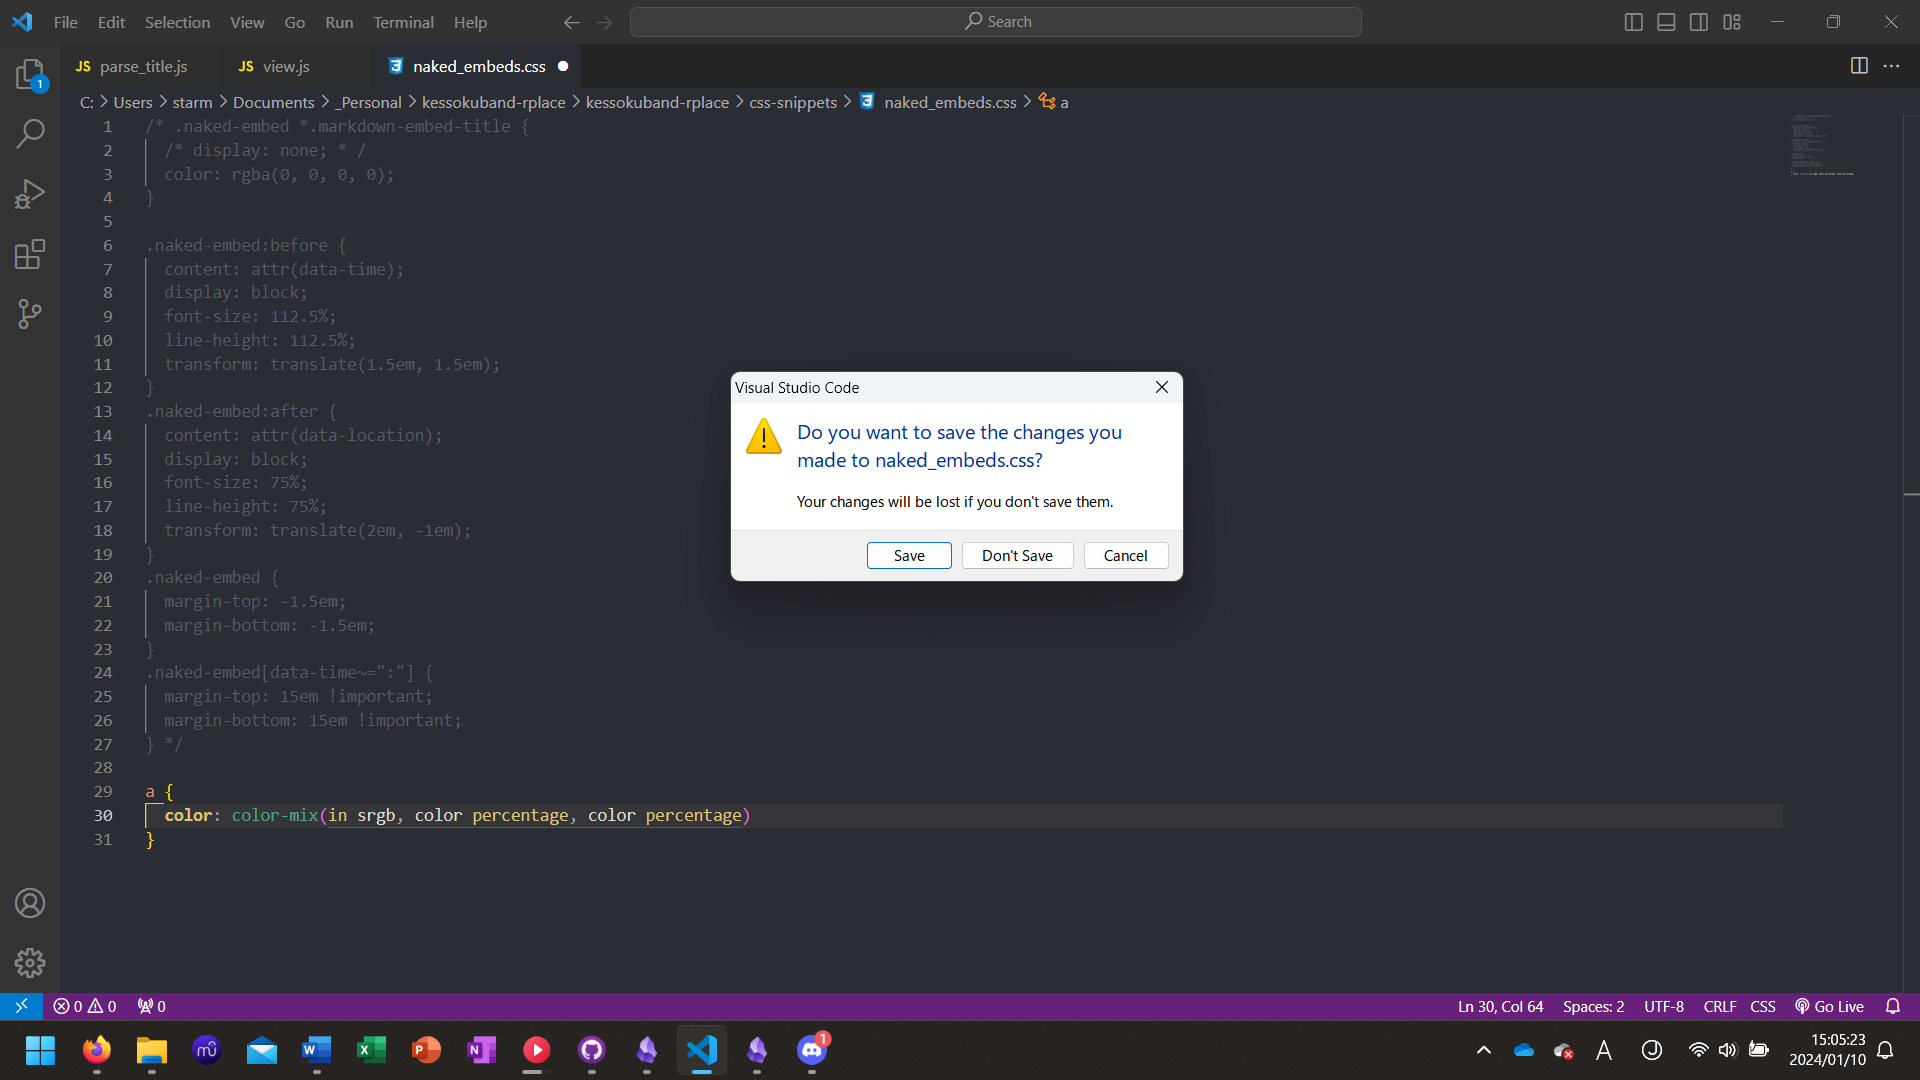 File Edit Selection View Go Run Terminal Help
Search
JS parse_title.js
JS view.js
naked_embeds.css
1
C: > Users > starm > Documents > _Personal > kessokuband-rplace > kessokuband-rplace > css-snippets > naked_embeds.css > a
1 /* .naked-embed *.markdown-embed-title {
2 /* display: none; * /
3 color: rgba(0, 0, 0, 0);
4 }
5
6 .naked-embed:before {
7 content: attr(data-time);
8 display: block;
9 font-size: 112.5%;
10 line-height: 112.5%;
11 transform: translate(1.5em, 1.5em);
12 }
13 .naked-embed:after {
14 content: attr(data-location);
15 display: block;
16 font-size: 75%;
17 line-height: 75%;
18 transform: translate(2em, -1em);
19 }
20 .naked-embed {
21 margin-top: -1.5em;
22 margin-bottom: -1.5em;
23 }
24 .naked-embed[data-time~=":"] {
25 margin-top: 15em !important;
26 margin-bottom: 15em !important;
27 } */
28
29 a {
30 color: color-mix(in srgb, color percentage, color percentage)
31 }
Visual Studio Code
Do you want to save the changes you
made to naked_embeds.css?
Your changes will be lost if you don't save them.
Save Don't Save Cancel
0 0 0
Ln 30, Col 64 Spaces: 2 UTF-8 CRLF CSS Go Live
1
A
15:05:23
2024/01/10